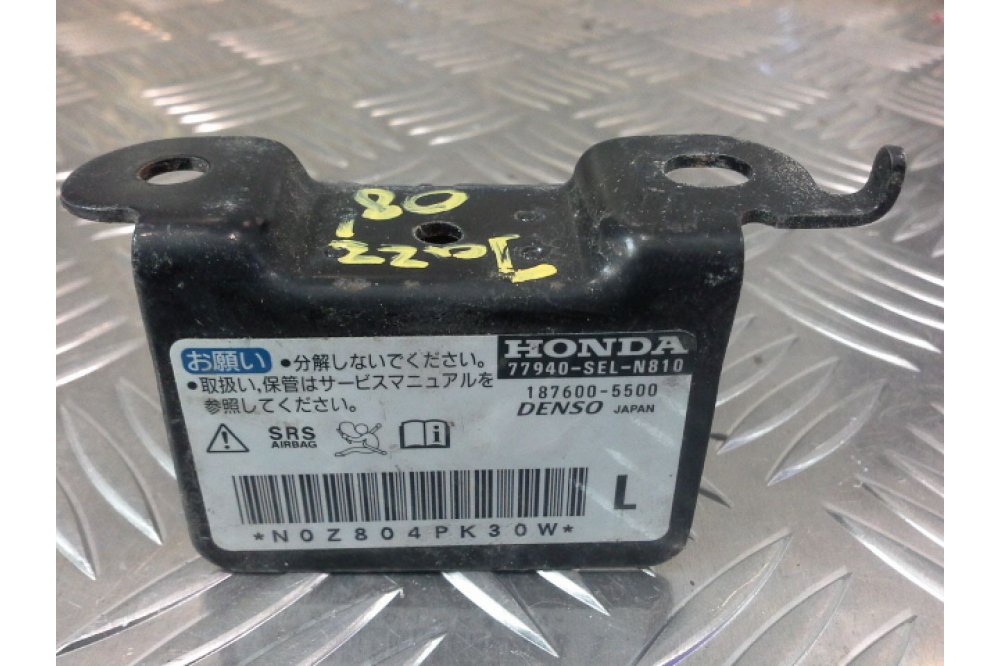 08
Jazz
お願い
•分解しないでください。
•取扱い,保管はサービスマニュアルを
参照してください。
HONDA
77940-SEL-N810
187600-5500
DENSO JAPAN
SRS
AIRBAG
L
*N0Z804PK30W*